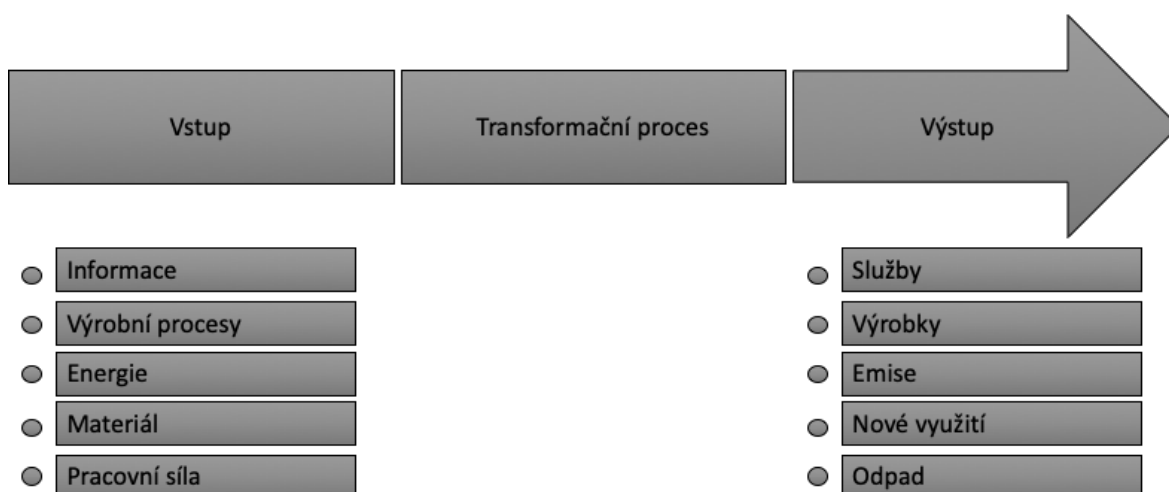 Vstup
Transformační proces
Výstup
Informace
Výrobní procesy
Energie
Materiál
Pracovní síla
Služby
Výrobky
Emise
Nové využití
Odpad